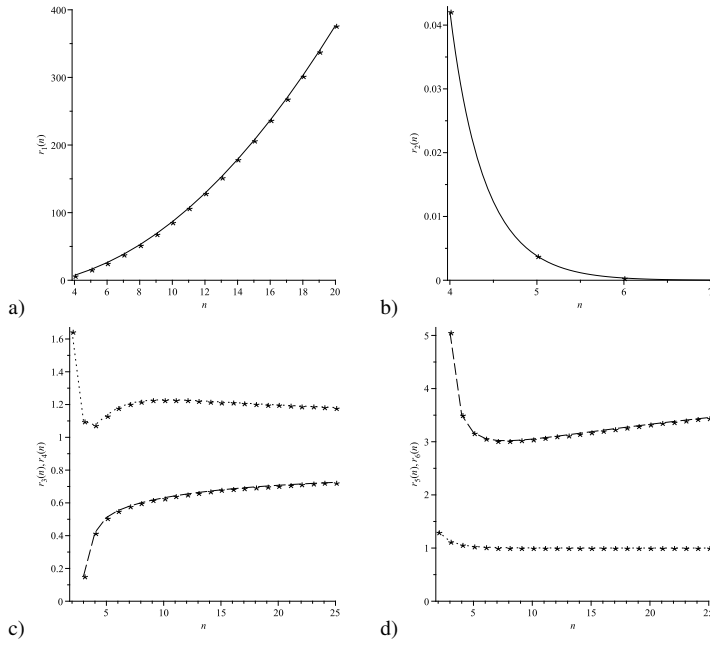 r₁(n)
400
300
200
100
0
4 6 8 10 12 14 16 18 20
n
a)
r₂(n)
0.04
0.03
0.02
0.01
0
4 5 6 7
n
b)
r₃(n), r₄(n)
1.6
1.4
1.2
1
0.8
0.6
0.4
0.2
0
5 10 15 20 25
n
c)
r₅(n), r₆(n)
5
4
3
2
1
0
5 10 15 20 25
n
d)